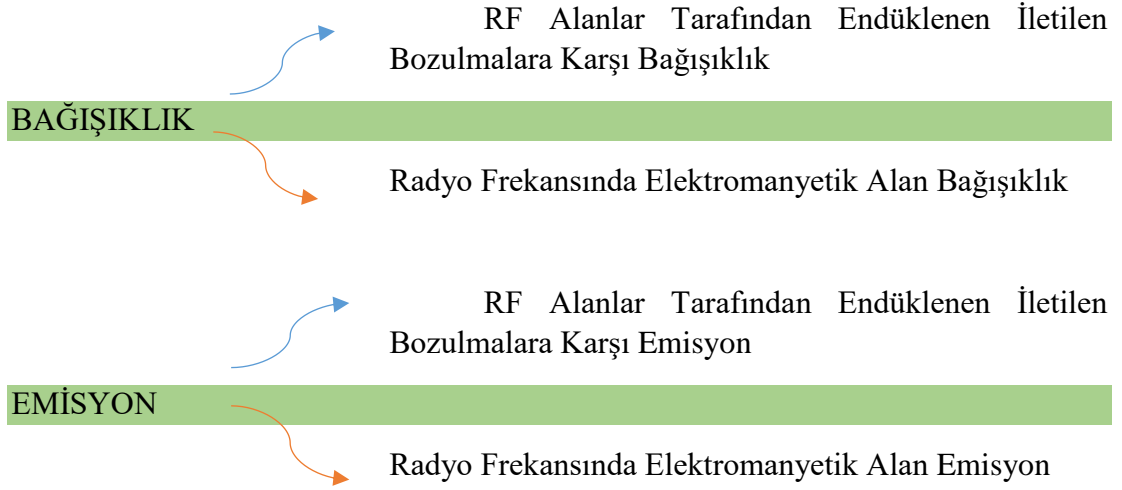 RF Alanlar Tarafından Endüklenen İletilen
Bozulmalara Karşı Bağışıklık
BAĞIŞIKLIK
Radyo Frekansında Elektromanyetik Alan Bağışıklık
RF Alanlar Tarafından Endüklenen İletilen
Bozulmalara Karşı Emisyon
EMİSYON
Radyo Frekansında Elektromanyetik Alan Emisyon